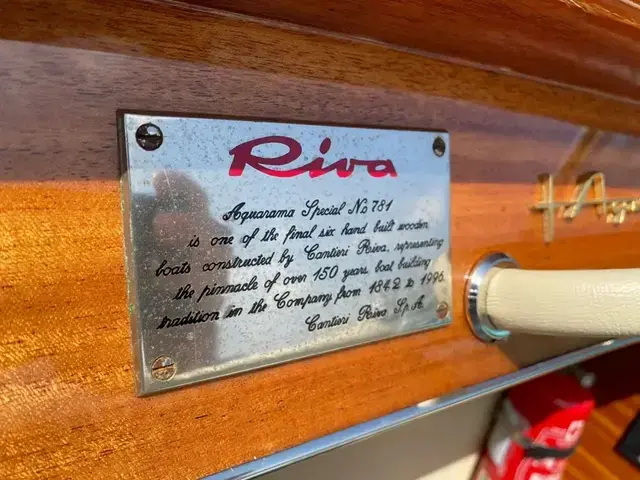 Riva
Aquarama Special No 781
is one of the final six hand built wooden
boats constructed by Cantieri Riva, representing
the pinnacle of over 150 years boat building
tradition in the Company from 1842 to 1996.
Cantieri Riva S.p.A.